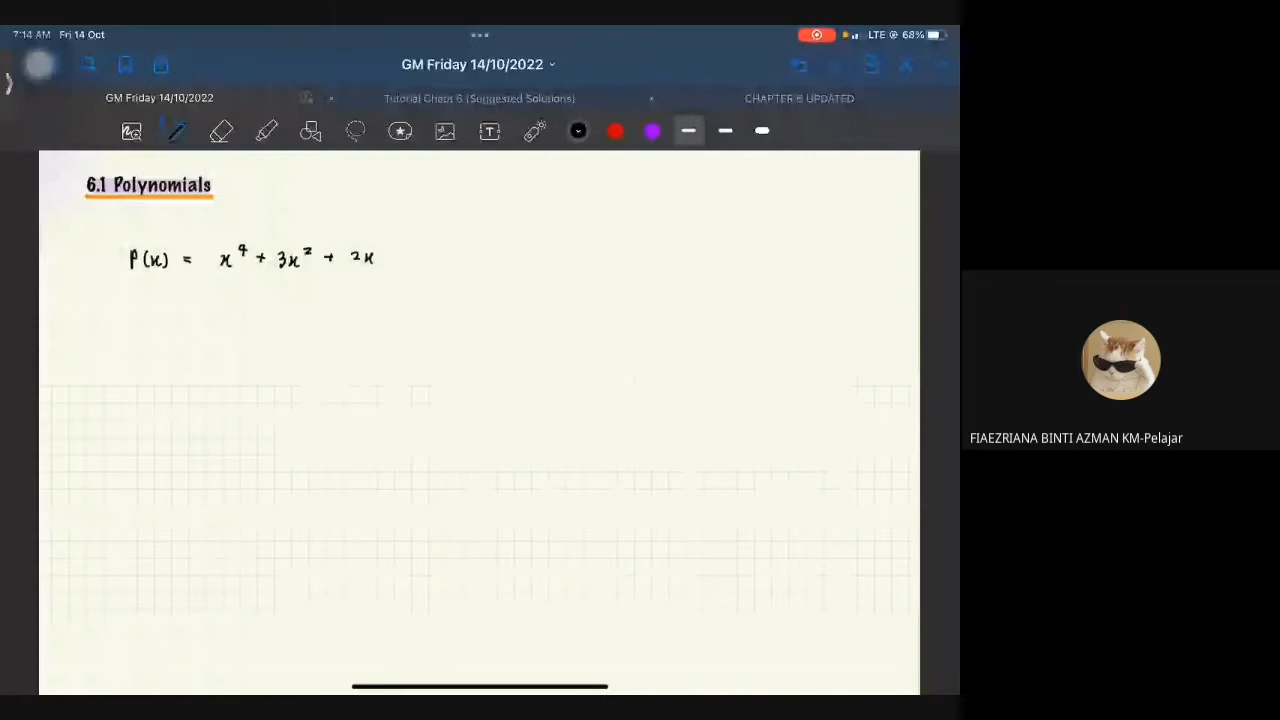 7:14 AM Fri 14 Oct
LTE 68%
GM Friday 14/10/2022
GM Friday 14/10/2022
Tutorial Chapt 6 (Suggested Solutions)
CHAPTER 6 UPDATED
6.1 Polynomials
P(x) = x⁴ + 3x² + 2x
FIAEZRIANA BINTI AZMAN KM-Pelajar